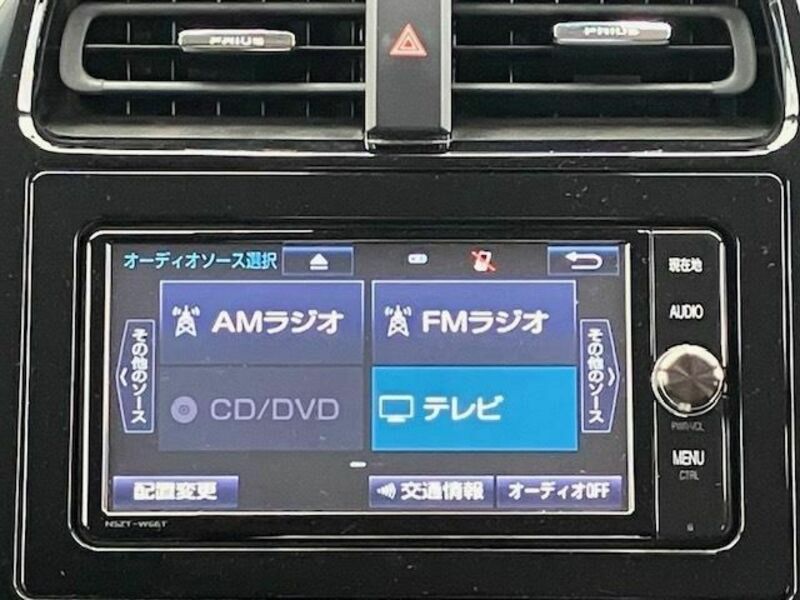 PRIUS
PRIUS
オーディオソース選択
現在地
AMラジオ
FMラジオ
AUDIO
その他のソース
その他のソース
CD/DVD
テレビ
PWR・VOL
MENU
CTRL
配置変更
交通情報
オーディオOFF
NSZT-W66T